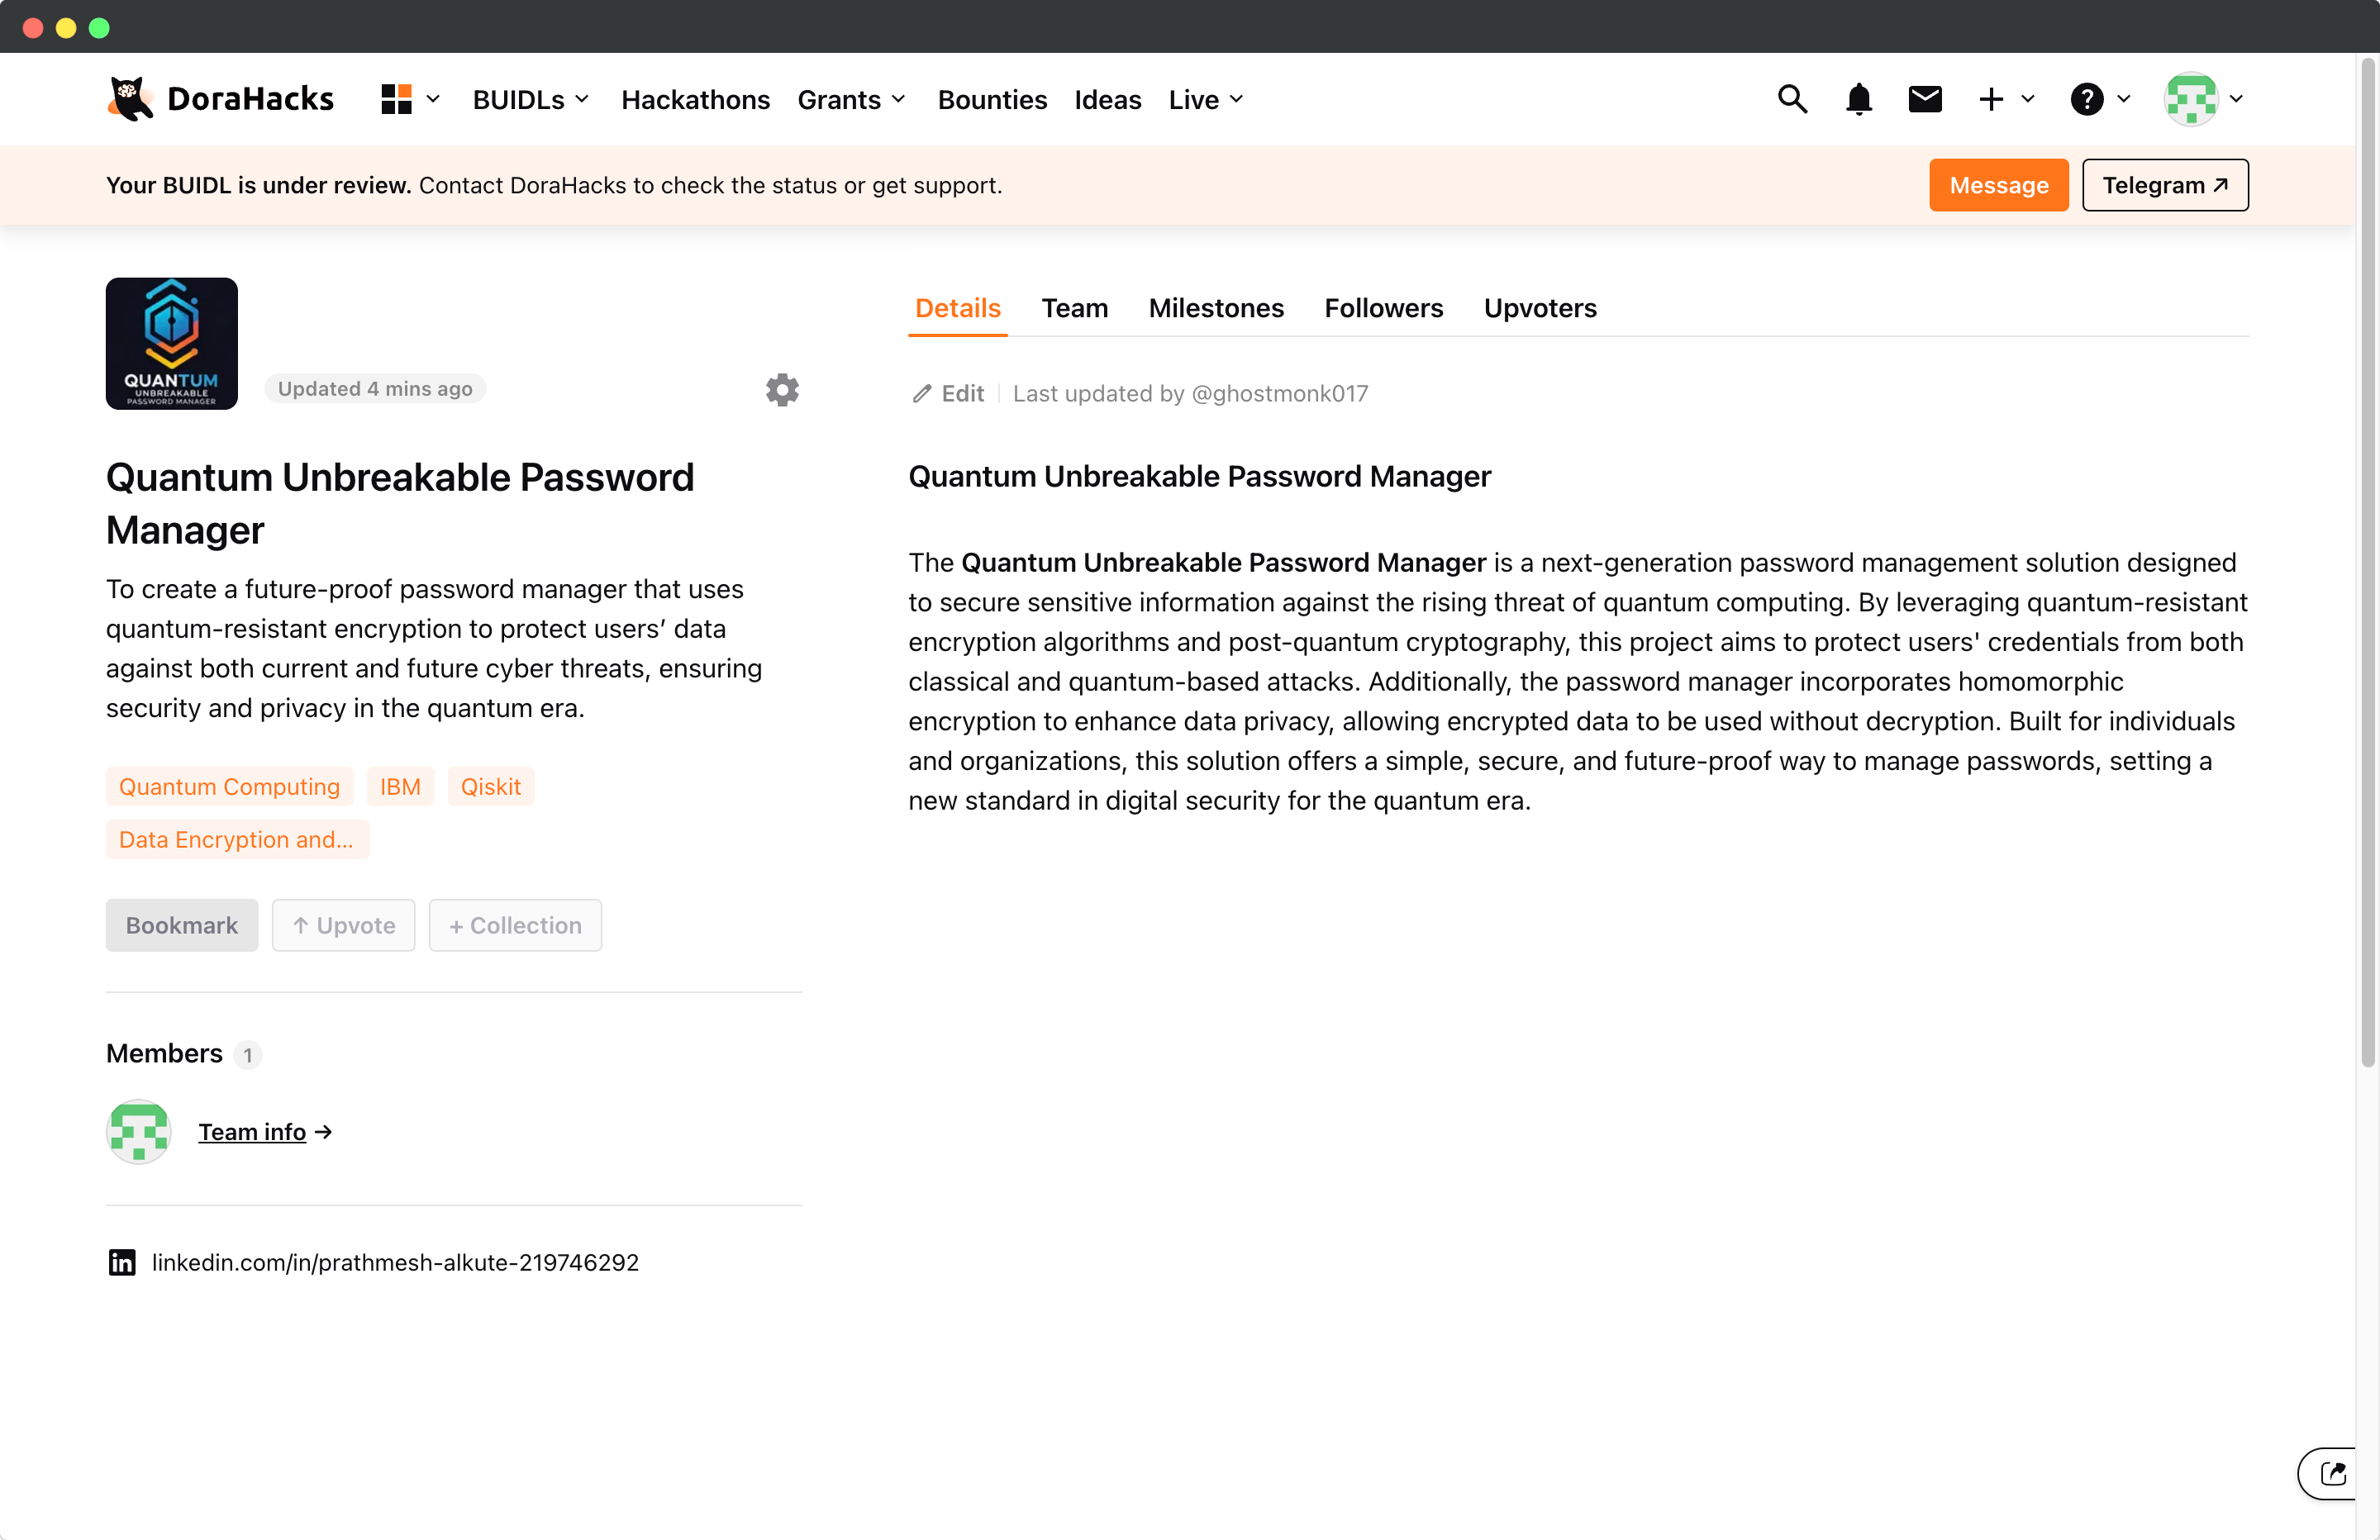 DoraHacks
BUIDLs
Hackathons
Grants
Bounties
Ideas
Live
Your BUIDL is under review. Contact DoraHacks to check the status or get support.
Message
Telegram
QUANTUM
UNBREAKABLE
PASSWORD MANAGER
Updated 4 mins ago
Quantum Unbreakable Password
Manager
To create a future-proof password manager that uses
quantum-resistant encryption to protect users’ data
against both current and future cyber threats, ensuring
security and privacy in the quantum era.
Quantum Computing
IBM
Qiskit
Data Encryption and...
Bookmark
↑ Upvote
+ Collection
Members 1
Team info →
linkedin.com/in/prathmesh-alkute-219746292
Details
Team
Milestones
Followers
Upvoters
Edit
Last updated by @ghostmonk017
Quantum Unbreakable Password Manager
The Quantum Unbreakable Password Manager is a next-generation password management solution designed
to secure sensitive information against the rising threat of quantum computing. By leveraging quantum-resistant
encryption algorithms and post-quantum cryptography, this project aims to protect users' credentials from both
classical and quantum-based attacks. Additionally, the password manager incorporates homomorphic
encryption to enhance data privacy, allowing encrypted data to be used without decryption. Built for individuals
and organizations, this solution offers a simple, secure, and future-proof way to manage passwords, setting a
new standard in digital security for the quantum era.